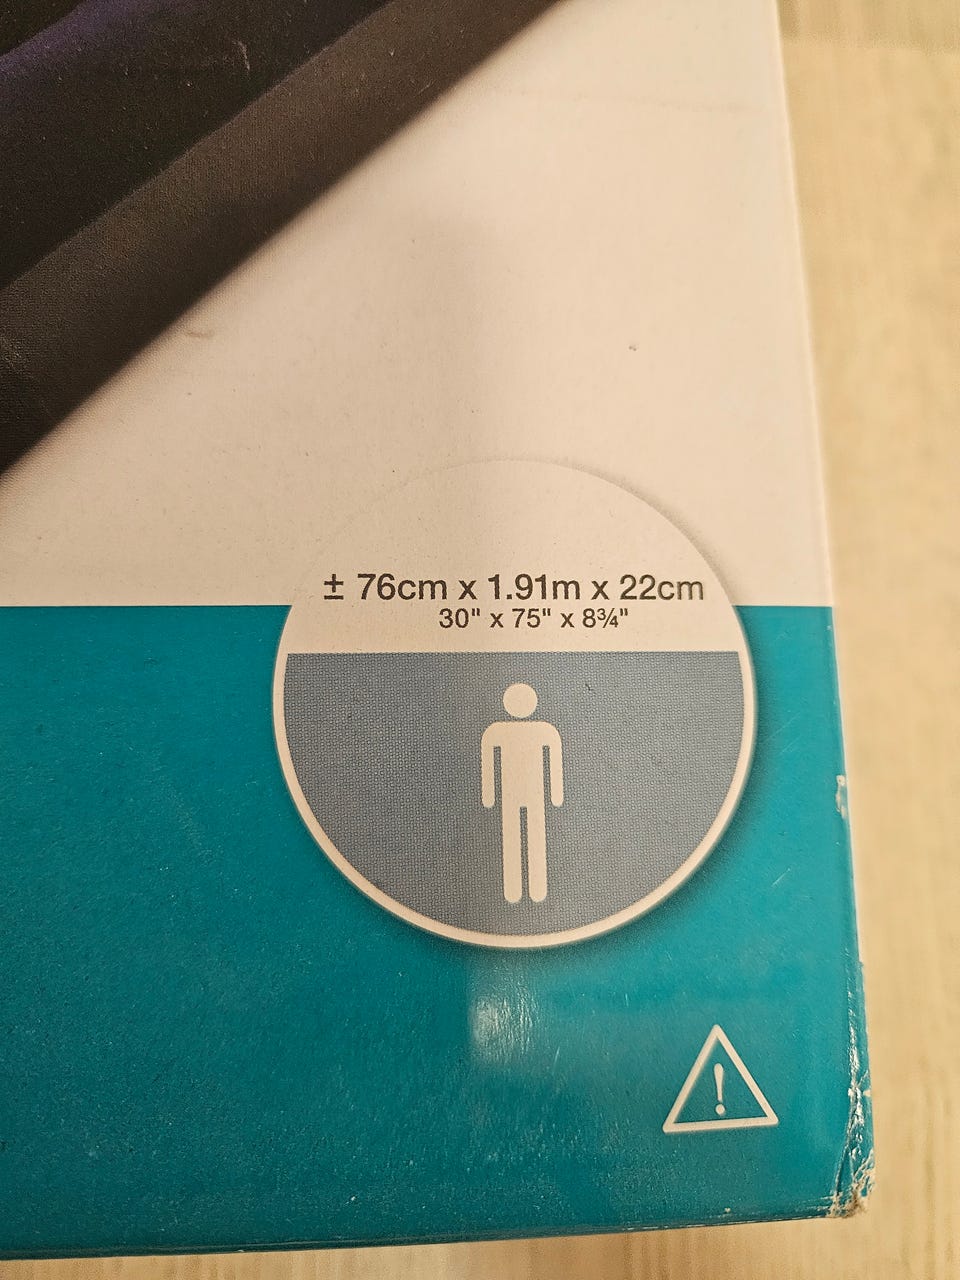 ± 76cm x 1.91m x 22cm
30" x 75" x 8¾"
!